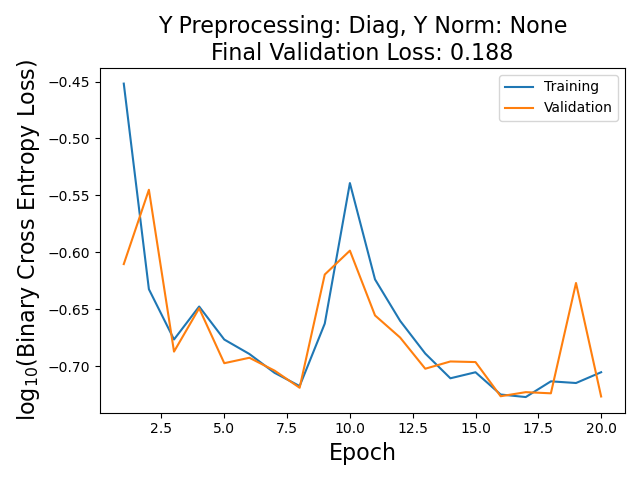 Y Preprocessing: Diag, Y Norm: None
Final Validation Loss: 0.188
Training
Validation
log10(Binary Cross Entropy Loss)
−0.45
−0.50
−0.55
−0.60
−0.65
−0.70
2.5 5.0 7.5 10.0 12.5 15.0 17.5 20.0
Epoch